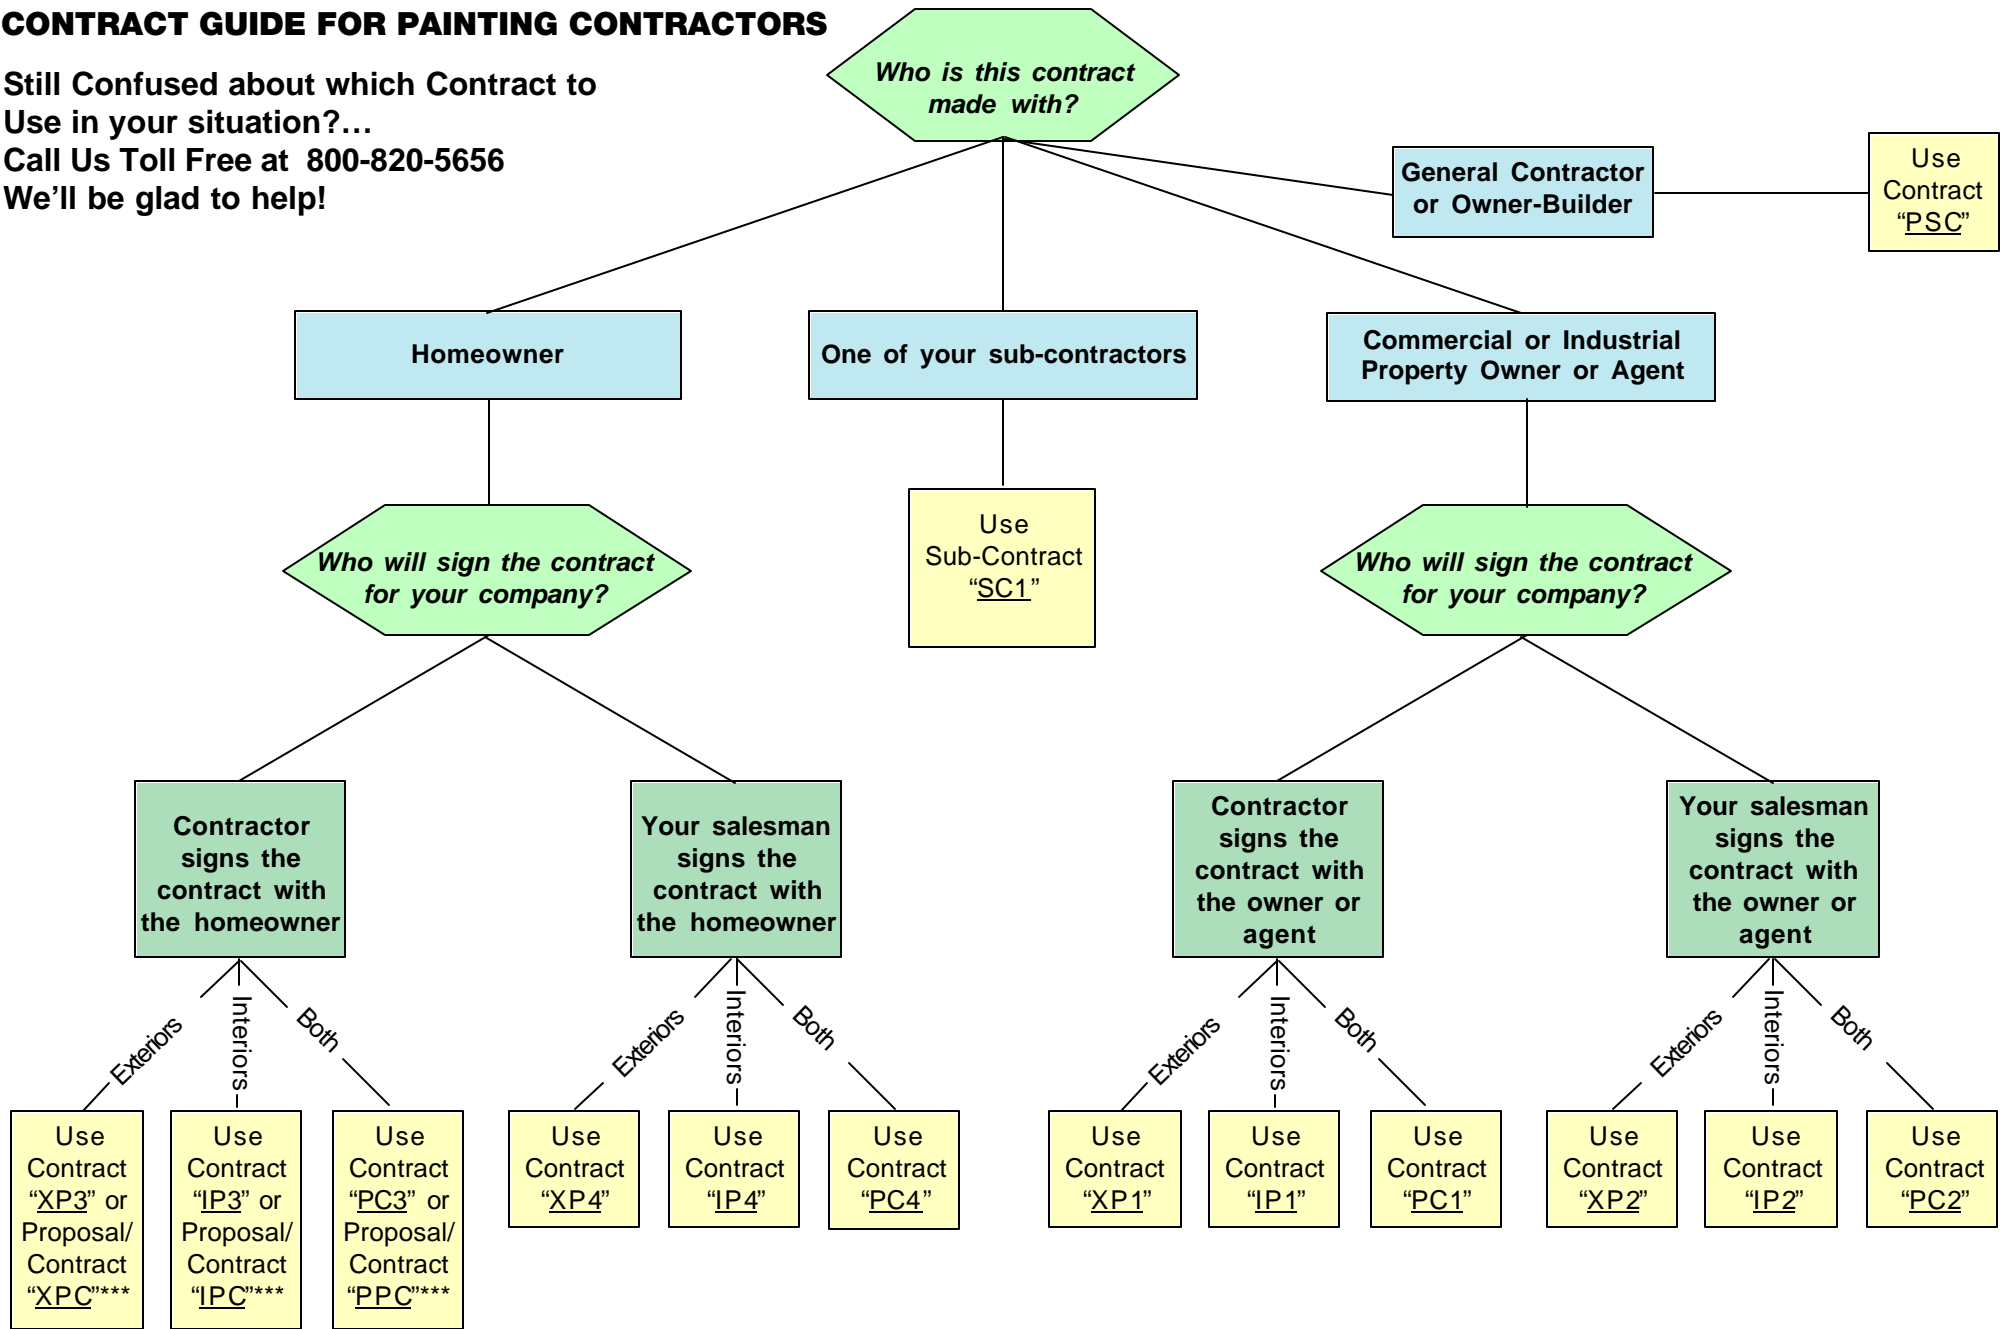 CONTRACT GUIDE FOR PAINTING CONTRACTORS
Still Confused about which Contract to
Use in your situation?…
Call Us Toll Free at 800-820-5656
We’ll be glad to help!
Who is this contract
made with?
General Contractor
or Owner-Builder
Use
Contract
“PSC”
Homeowner
One of your sub-contractors
Commercial or Industrial
Property Owner or Agent
Who will sign the contract
for your company?
Use
Sub-Contract
“SC1”
Who will sign the contract
for your company?
Contractor
signs the
contract with
the homeowner
Your salesman
signs the
contract with
the homeowner
Contractor
signs the
contract with
the owner or
agent
Your salesman
signs the
contract with
the owner or
agent
Exteriors
Interiors
Both
Exteriors
Interiors
Both
Exteriors
Interiors
Both
Exteriors
Interiors
Both
Use
Contract
“XP3” or
Proposal/
Contract
“XPC”***
Use
Contract
“IP3” or
Proposal/
Contract
“IPC”***
Use
Contract
“PC3” or
Proposal/
Contract
“PPC”***
Use
Contract
“XP4”
Use
Contract
“IP4”
Use
Contract
“PC4”
Use
Contract
“XP1”
Use
Contract
“IP1”
Use
Contract
“PC1”
Use
Contract
“XP2”
Use
Contract
“IP2”
Use
Contract
“PC2”